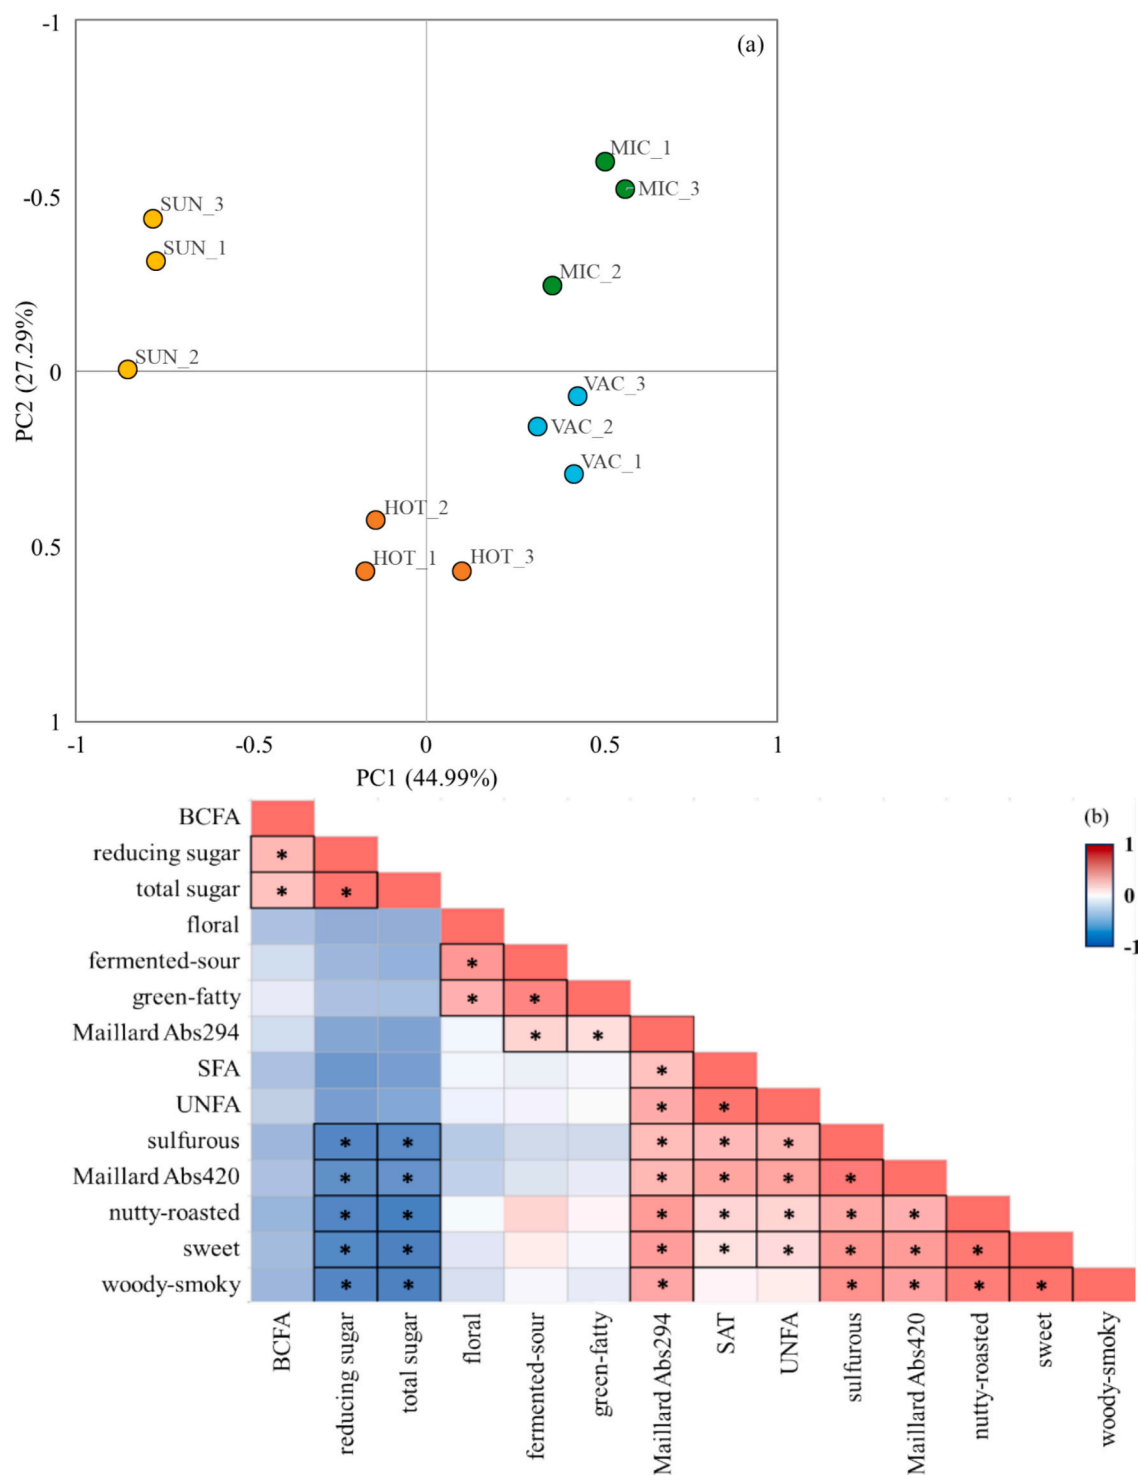 -1
(a)
MIC_1
MIC_3
-0.5
SUN_3
SUN_1
MIC_2
PC2 (27.29%)
SUN_2
0
VAC_3
VAC_2
VAC_1
HOT_2
0.5
HOT_1
HOT_3
1
-1
-0.5
0
0.5
1
PC1 (44.99%)
BCFA
(b)
reducing sugar
*
1
total sugar
* *
0
floral
-1
fermented-sour
*
green-fatty
* *
Maillard Abs294
* *
SFA
*
UNFA
* *
sulfurous
* * * * *
Maillard Abs420
* * * * * *
nutty-roasted
* * * * * * *
sweet
* * * * * * * *
woody-smoky
* * * * * * *
BCFA
reducing sugar
total sugar
floral
fermented-sour
green-fatty
Maillard Abs294
SAT
UNFA
sulfurous
Maillard Abs420
nutty-roasted
sweet
woody-smoky